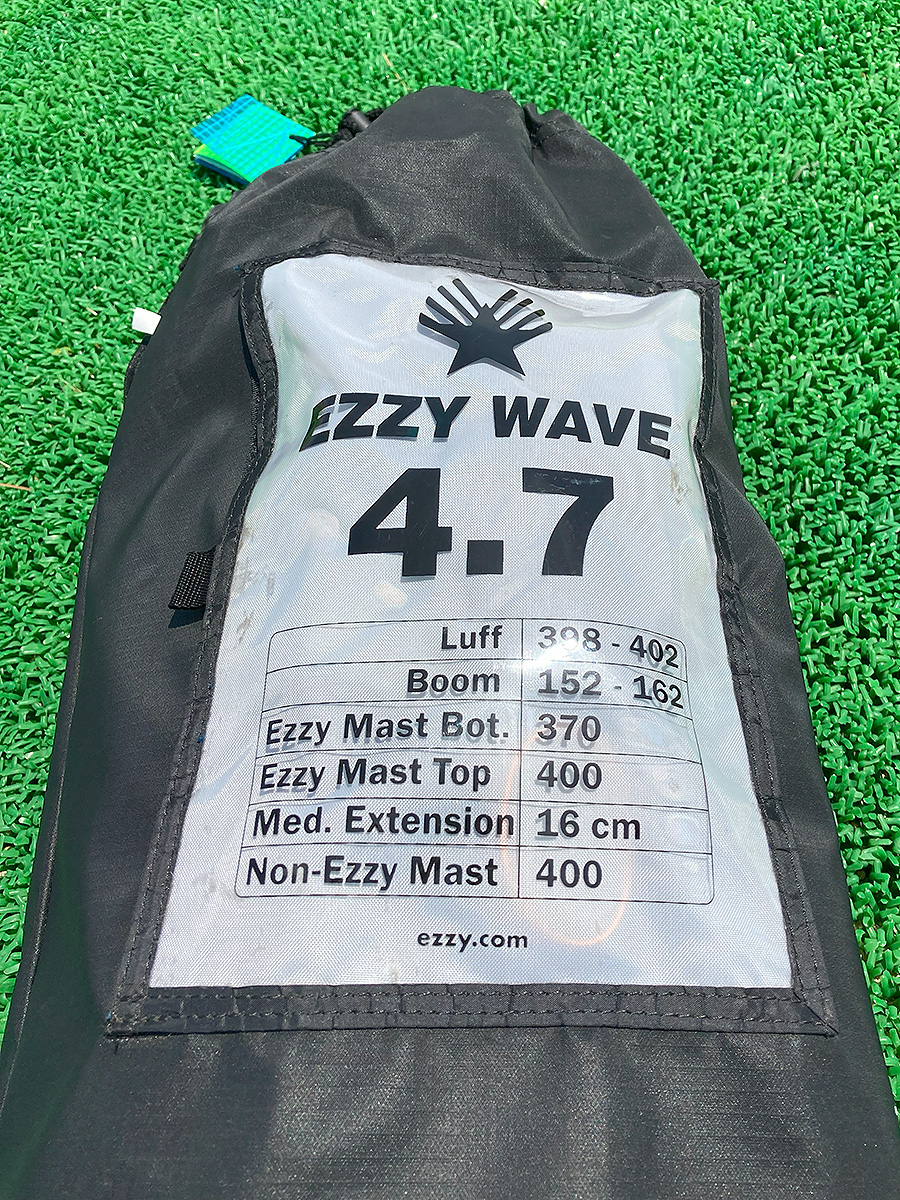 EZZY WAVE
4.7
Luff 398 - 402
Boom 152 - 162
Ezzy Mast Bot. 370
Ezzy Mast Top 400
Med. Extension 16 cm
Non-Ezzy Mast 400
ezzy.com